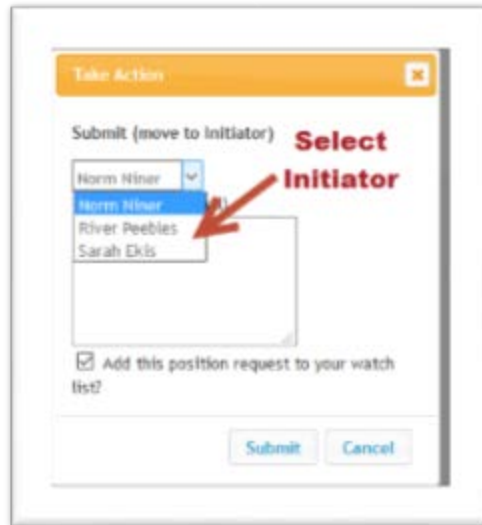 Take Action
Submit (move to Initiator)
Select
Initiator
Norm Niner
Norm Niner
River Peebles
Sarah Ekis
Add this position request to your watch
list?
Submit Cancel